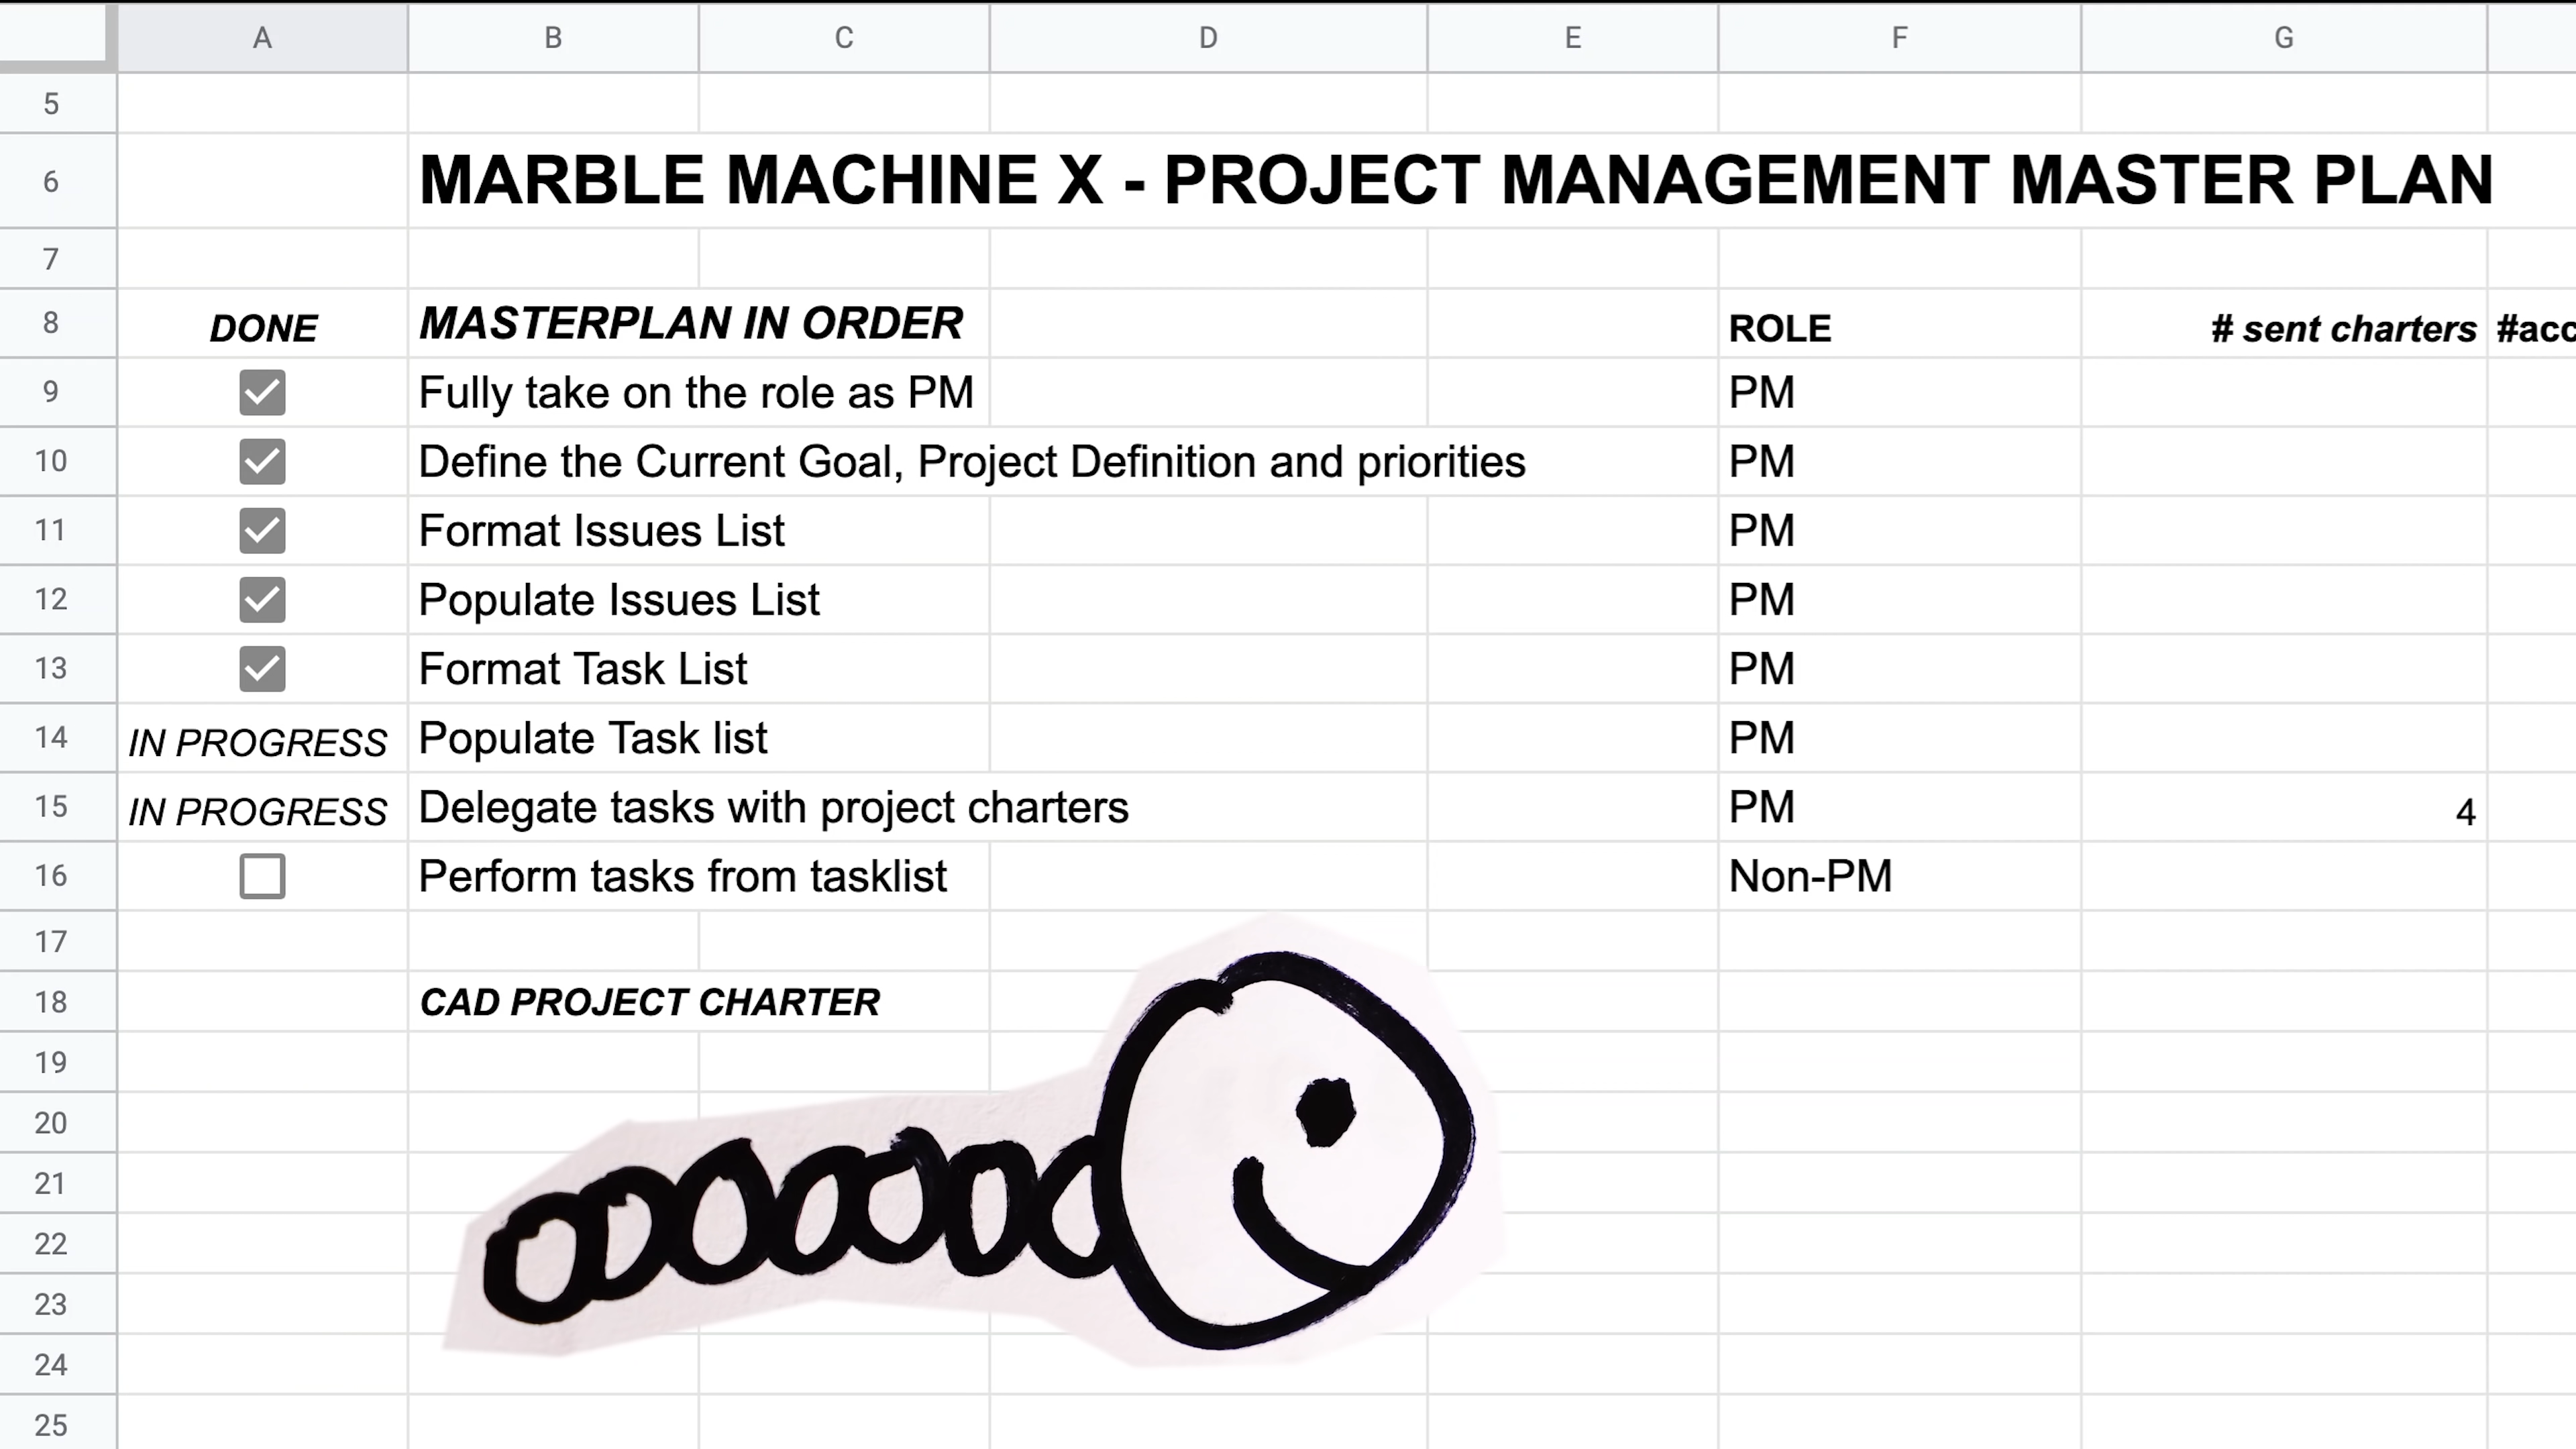 A B C D E F G
5
6 MARBLE MACHINE X - PROJECT MANAGEMENT MASTER PLAN
7
8 DONE MASTERPLAN IN ORDER ROLE # sent charters #acc
9 Fully take on the role as PM PM
10 Define the Current Goal, Project Definition and priorities PM
11 Format Issues List PM
12 Populate Issues List PM
13 Format Task List PM
14 IN PROGRESS Populate Task list PM
15 IN PROGRESS Delegate tasks with project charters PM 4
16 Perform tasks from tasklist Non-PM
17
18 CAD PROJECT CHARTER
19
20
21
22
23
24
25